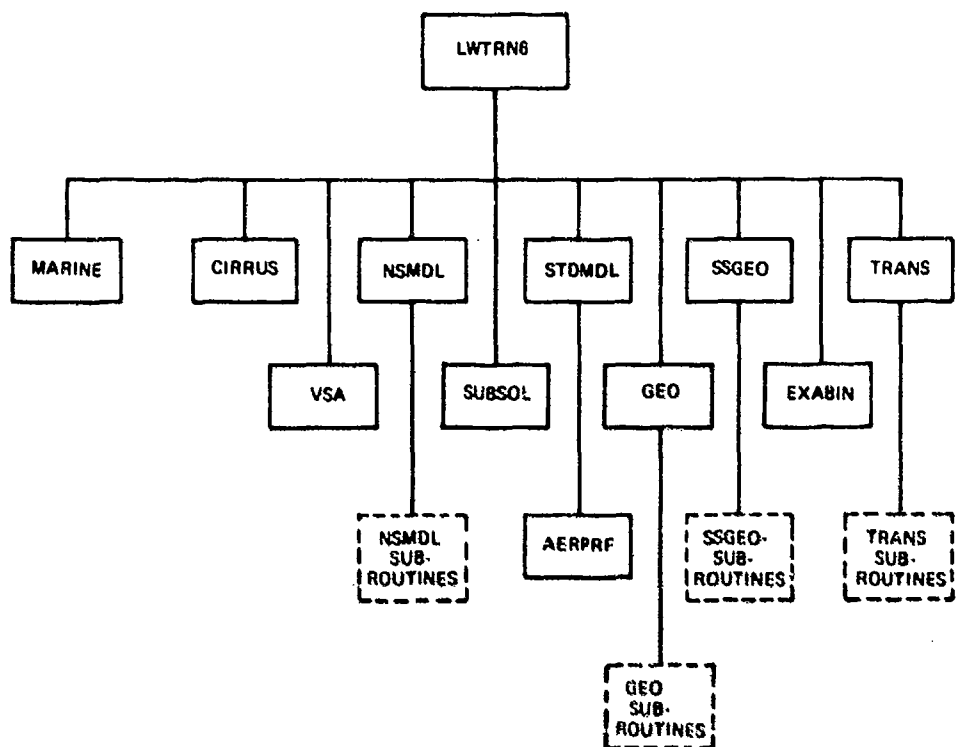 LWTRN6
MARINE
CIRRUS
NSMDL
STDMDL
SSGEO
TRANS
VSA
SUBSOL
GEO
EXABIN
NSMDL
SUB-
ROUTINES
AERPRF
SSGEO-
SUB-
ROUTINES
TRANS
SUB-
ROUTINES
GEO
SUB-
ROUTINES